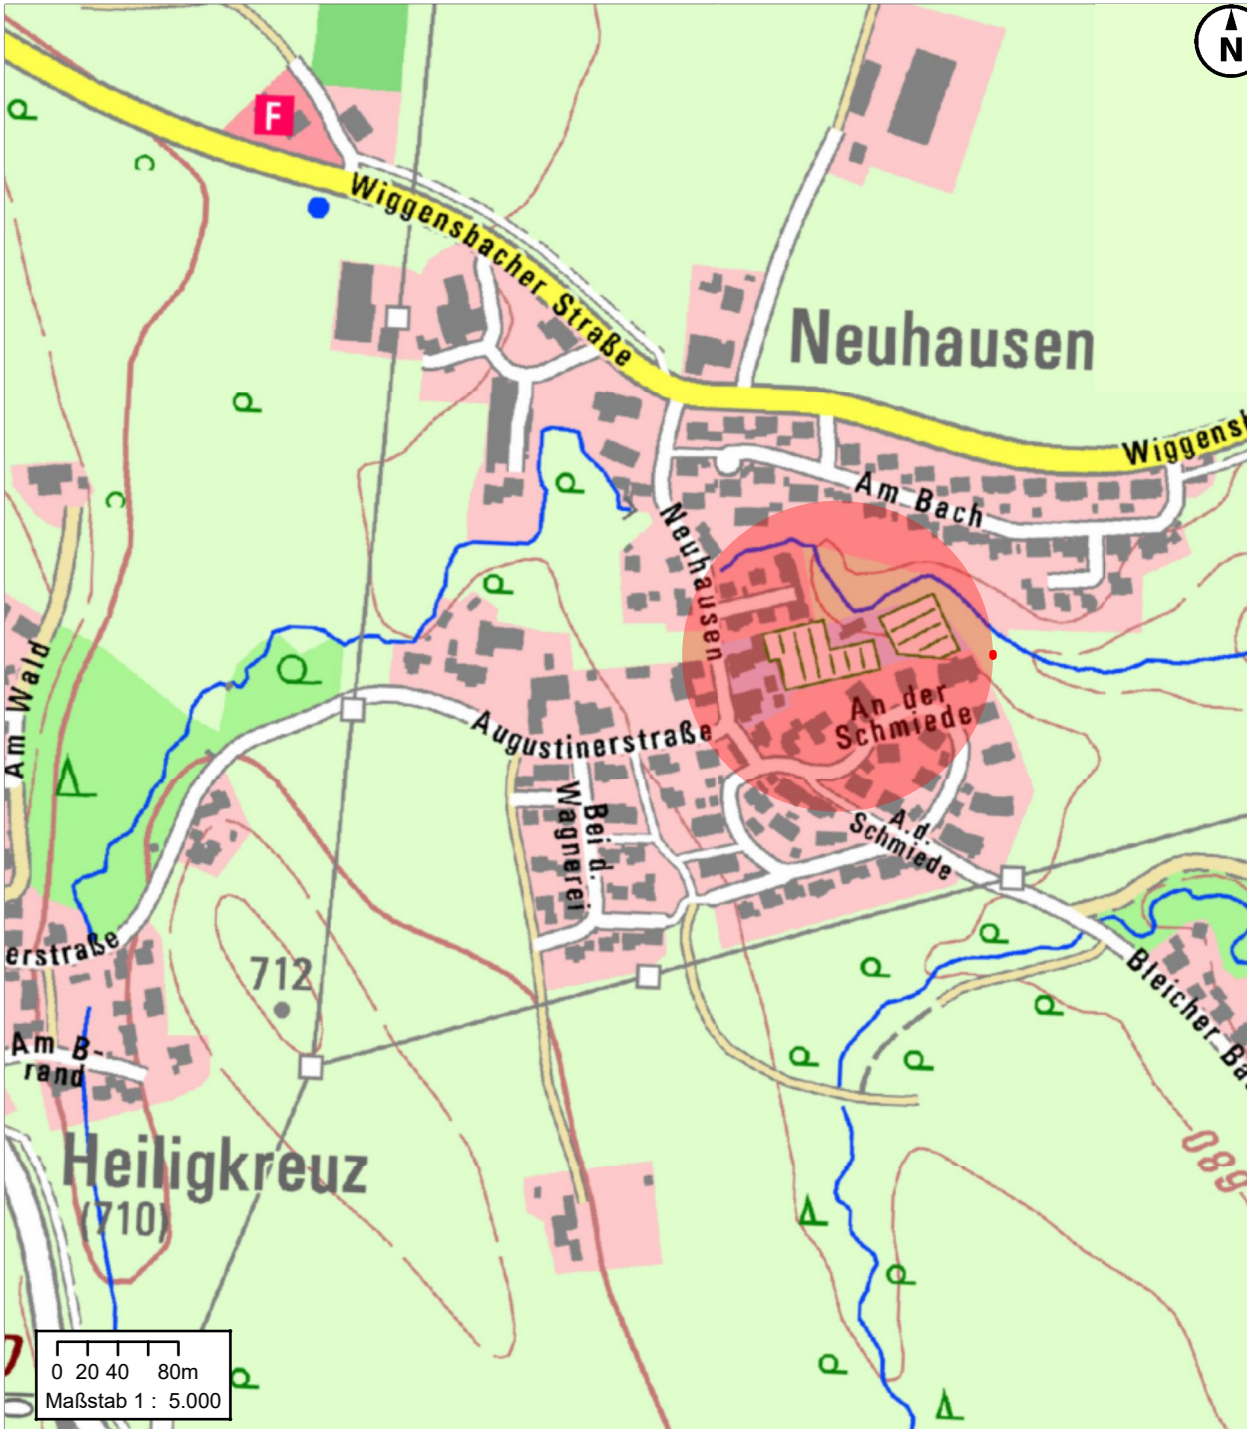 N
F
Wiggensbacher Straße
Neuhausen
Wiggensb
Am Bach
Neuhausen
Am Wald
An der
Schmiede
Augustinerstraße
Bei d.
Wagnerei
A.d.
Schmiede
erstraße
712
Bleicher Ba
Am B-
rand
Heiligkreuz
(710)
680
0 20 40 80m
Maßstab 1 : 5.000